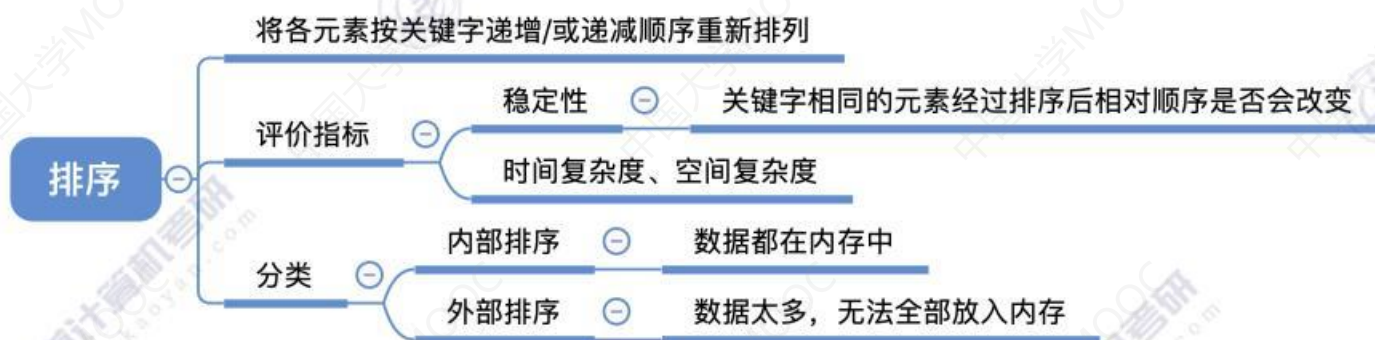 将各元素按关键字递增/或递减顺序重新排列
稳定性 关键字相同的元素经过排序后相对顺序是否会改变
评价指标
时间复杂度、空间复杂度
排序
内部排序 数据都在内存中
分类
外部排序 数据太多，无法全部放入内存